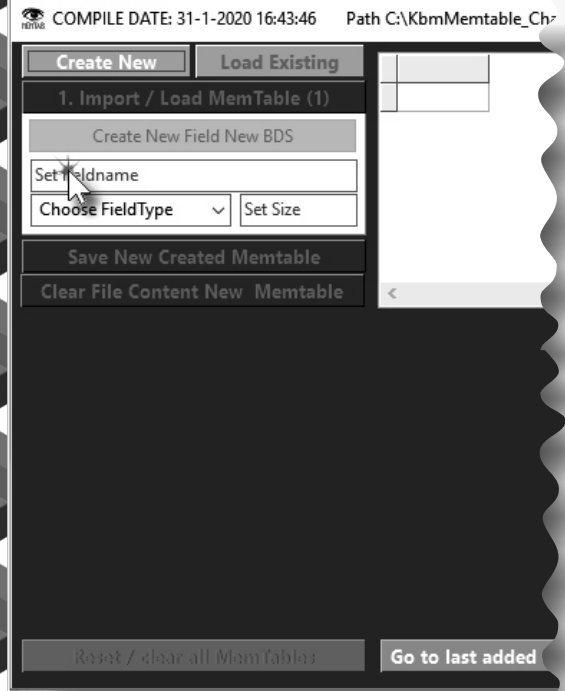 COMPILE DATE: 31-1-2020 16:43:46 Path C:\KbmMemtable_Cha
Create New Load Existing
1. Import / Load MemTable (1)
Create New Field New BDS
Set Fieldname
Choose FieldType Set Size
Save New Created Memtable
Clear File Content New Memtable
Reset / clear all MemTables Go to last added